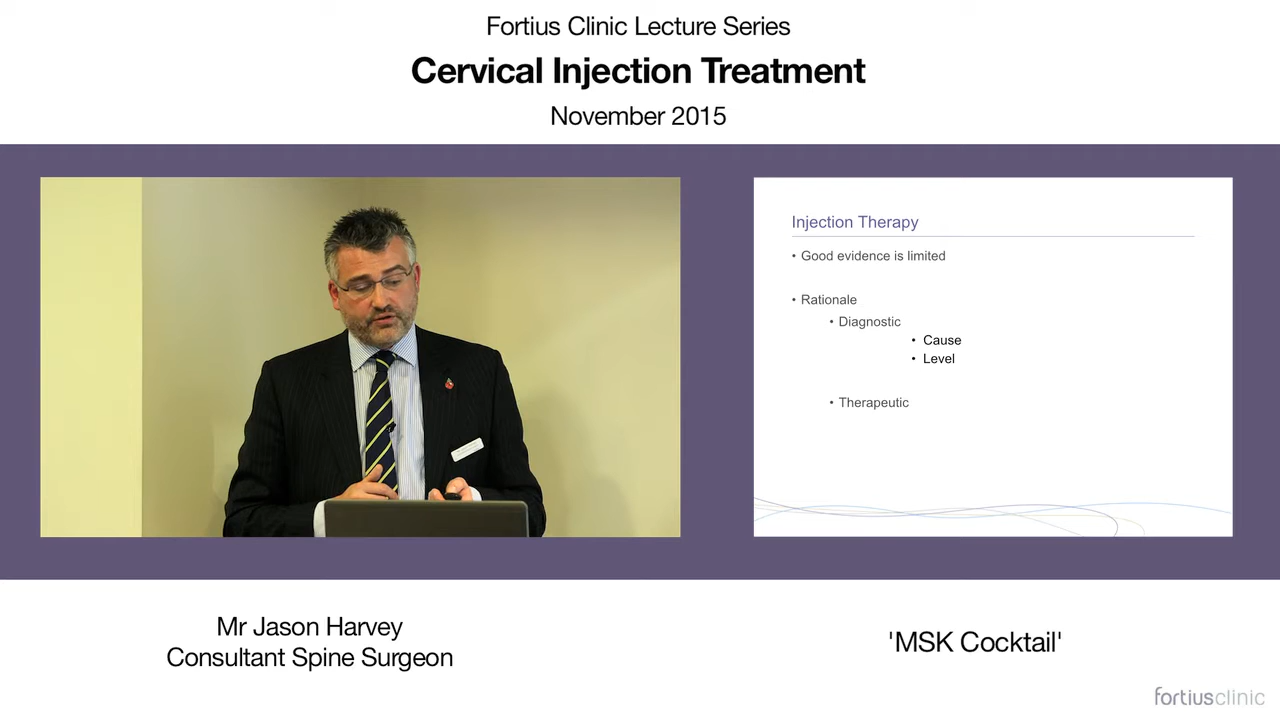 Fortius Clinic Lecture Series
Cervical Injection Treatment
November 2015
Injection Therapy
• Good evidence is limited
• Rationale
• Diagnostic
• Cause
• Level
• Therapeutic
Mr Jason Harvey
Consultant Spine Surgeon
'MSK Cocktail'
fortiusclinic